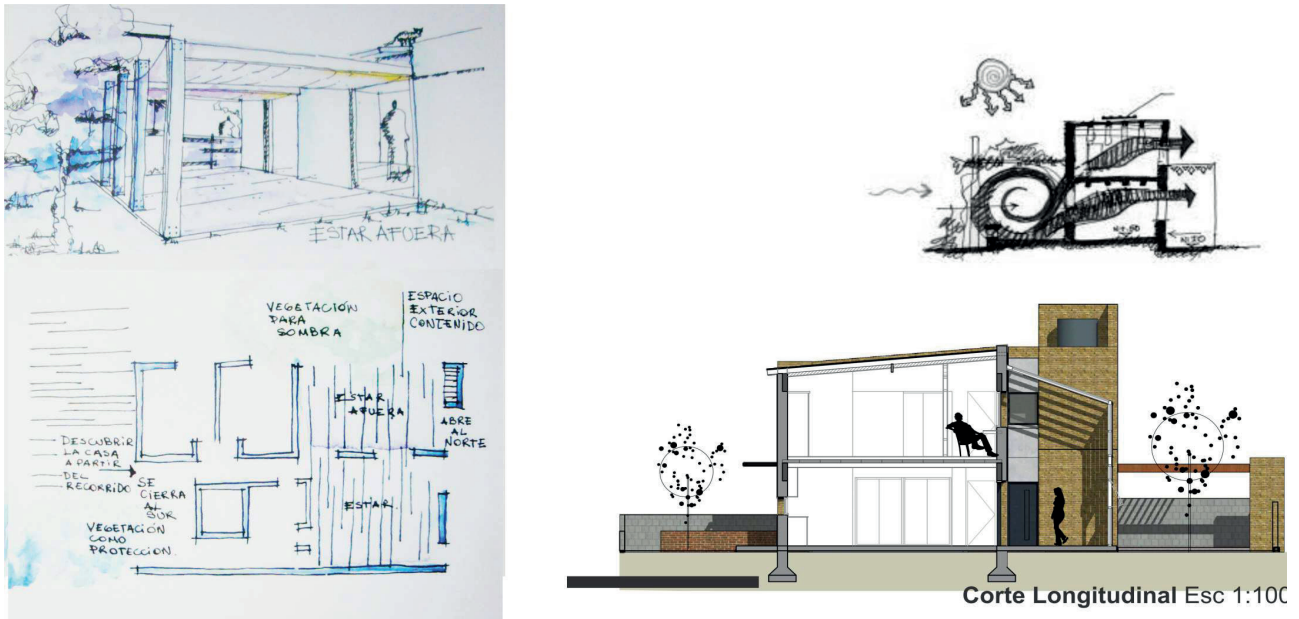 ESTAR AFUERA
VEGETACIÓN
PARA
SOMBRA
ESPACIO
EXTERIOR
CONTENIDO
ESTAR
AFUERA
ABRE
AL
NORTE
DESCUBRIR
LA CASA
A PARTIR
DEL
RECORRIDO
SE
CIERRA
AL
SUR
ESTAR.
VEGETACIÓN
COMO
PROTECCION.
Corte Longitudinal Esc 1:100